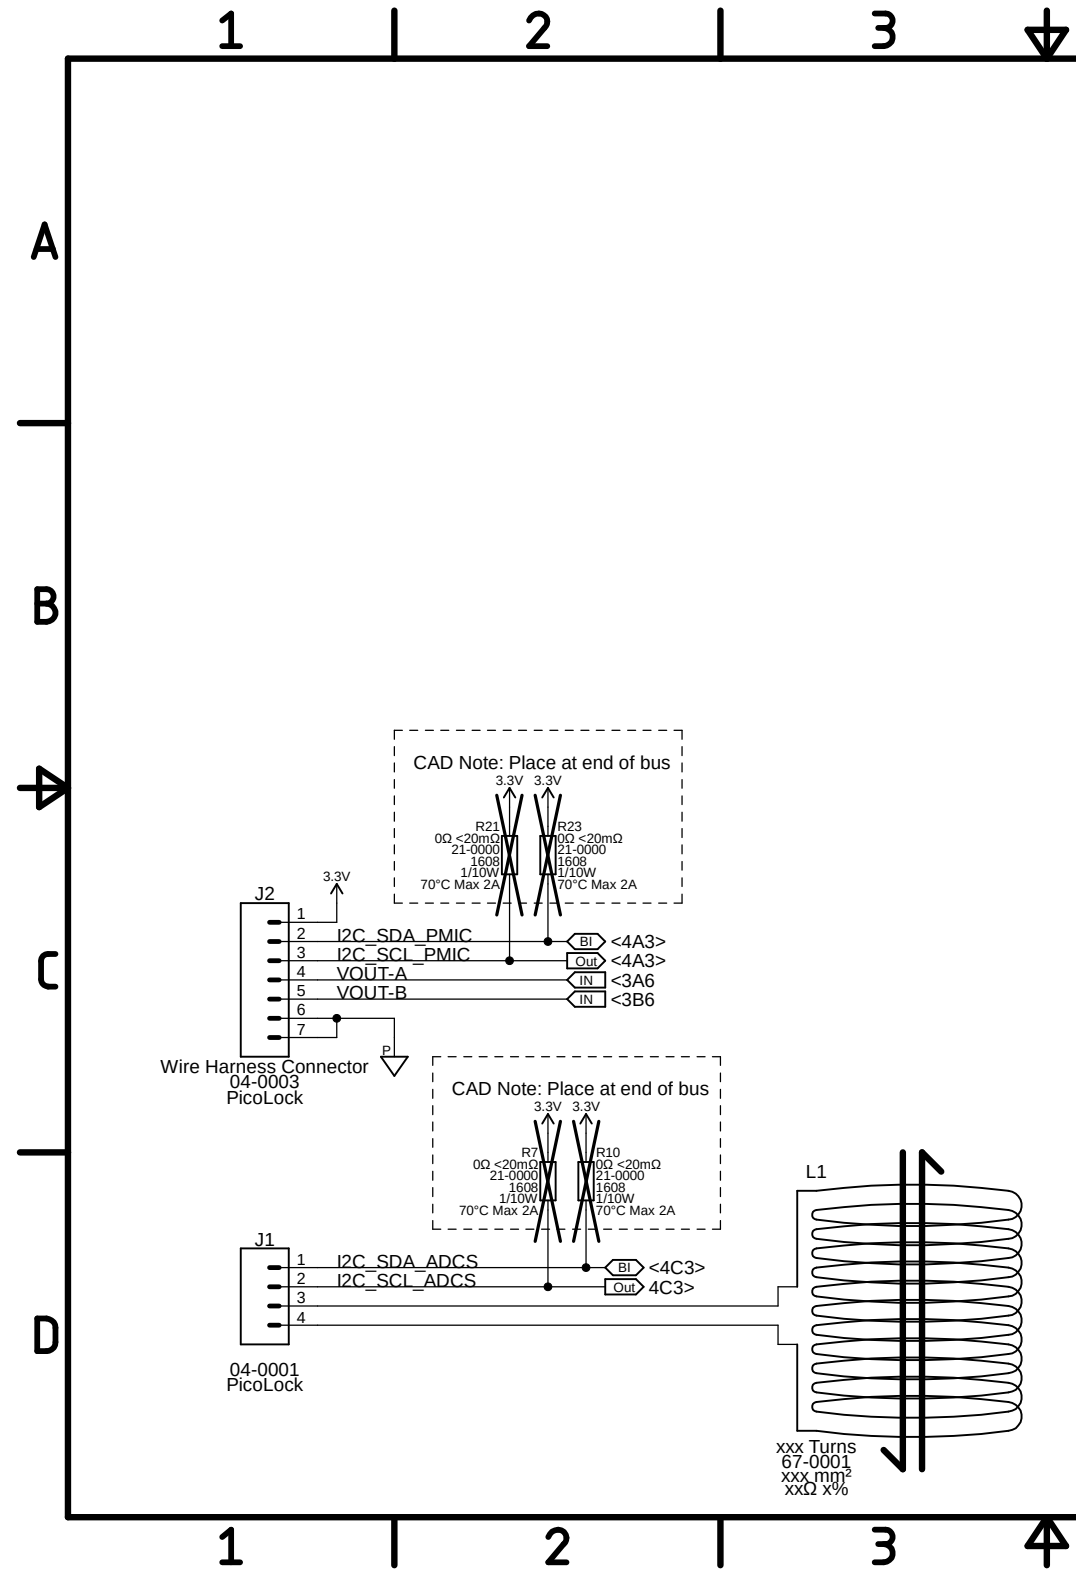 1 2 3
A
B
CAD Note: Place at end of bus
3.3V 3.3V
R21 R23
0Ω <20mΩ 0Ω <20mΩ
21-0000 21-0000
1608 1608
1/10W 1/10W
70°C Max 2A 70°C Max 2A
3.3V
J2
1
2 I2C_SDA_PMIC BI <4A3>
3 I2C_SCL_PMIC Out <4A3>
C
4 VOUT-A IN <3A6
5 VOUT-B IN <3B6
6
7
P
Wire Harness Connector
04-0003
PicoLock
CAD Note: Place at end of bus
3.3V 3.3V
R7 R10
0Ω <20mΩ 0Ω <20mΩ
21-0000 21-0000
1608 1608
1/10W 1/10W
70°C Max 2A 70°C Max 2A
L1
J1
1 I2C_SDA_ADCS BI <4C3>
2 I2C_SCL_ADCS Out 4C3>
3
4
D
04-0001
PicoLock
xxx Turns
67-0001
xxx mm²
xxΩ x%
1 2 3